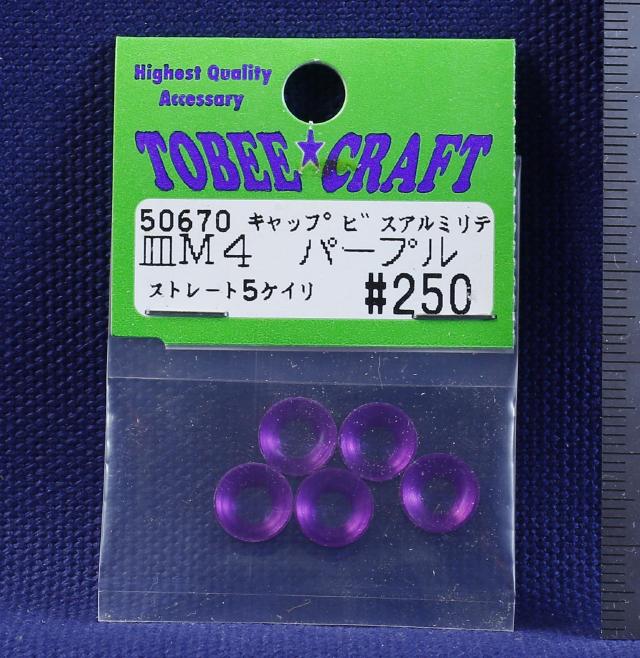 Highest Quality
Accessary
TOBEE★CRAFT
50670 キャップビスアルミリテ
皿M4 パープル
ストレート5ケイリ #250